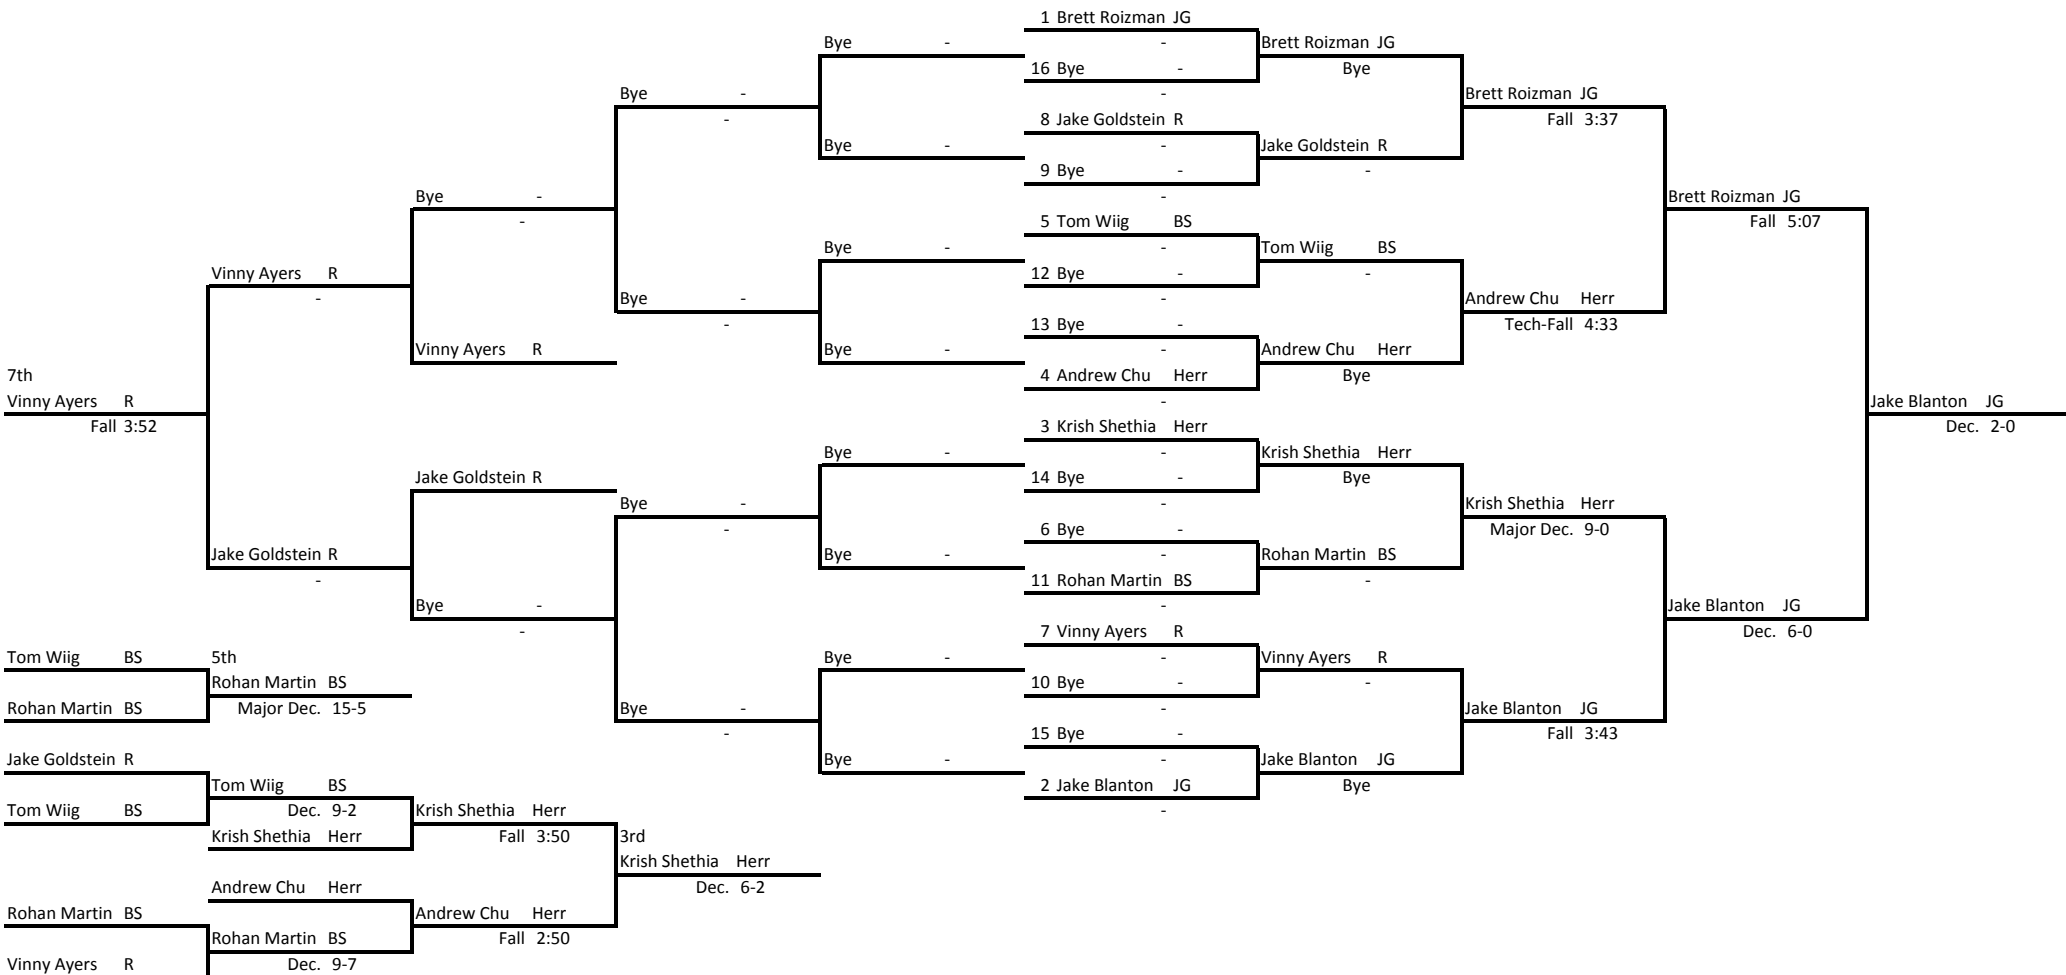 1 Brett Roizman JG
Bye - - Brett Roizman JG
16 Bye - Bye
Bye - - Brett Roizman JG
- 8 Jake Goldstein R Fall 3:37
Bye - - Jake Goldstein R
9 Bye - -
Bye - - Brett Roizman JG
- 5 Tom Wiig BS Fall 5:07
Bye - - Tom Wiig BS
Vinny Ayers R 12 Bye - -
- Bye - - Andrew Chu Herr
- 13 Bye - Tech-Fall 4:33
Vinny Ayers R Bye - - Andrew Chu Herr
7th 4 Andrew Chu Herr Bye
Vinny Ayers R - Jake Blanton JG
Fall 3:52 3 Krish Shethia Herr Dec. 2-0
Bye - - Krish Shethia Herr
Jake Goldstein R 14 Bye - Bye
Bye - - Krish Shethia Herr
- 6 Bye - Major Dec. 9-0
Jake Goldstein R Bye - - Rohan Martin BS
- 11 Rohan Martin BS -
Bye - - Jake Blanton JG
- 7 Vinny Ayers R Dec. 6-0
Tom Wiig BS 5th Bye - - Vinny Ayers R
Rohan Martin BS 10 Bye - -
Rohan Martin BS Major Dec. 15-5 Bye - - Jake Blanton JG
- 15 Bye - Fall 3:43
Jake Goldstein R Bye - - Jake Blanton JG
Tom Wiig BS 2 Jake Blanton JG Bye
Tom Wiig BS Dec. 9-2 Krish Shethia Herr -
Krish Shethia Herr Fall 3:50 3rd
Krish Shethia Herr
Andrew Chu Herr Dec. 6-2
Rohan Martin BS Andrew Chu Herr
Rohan Martin BS Fall 2:50
Vinny Ayers R Dec. 9-7